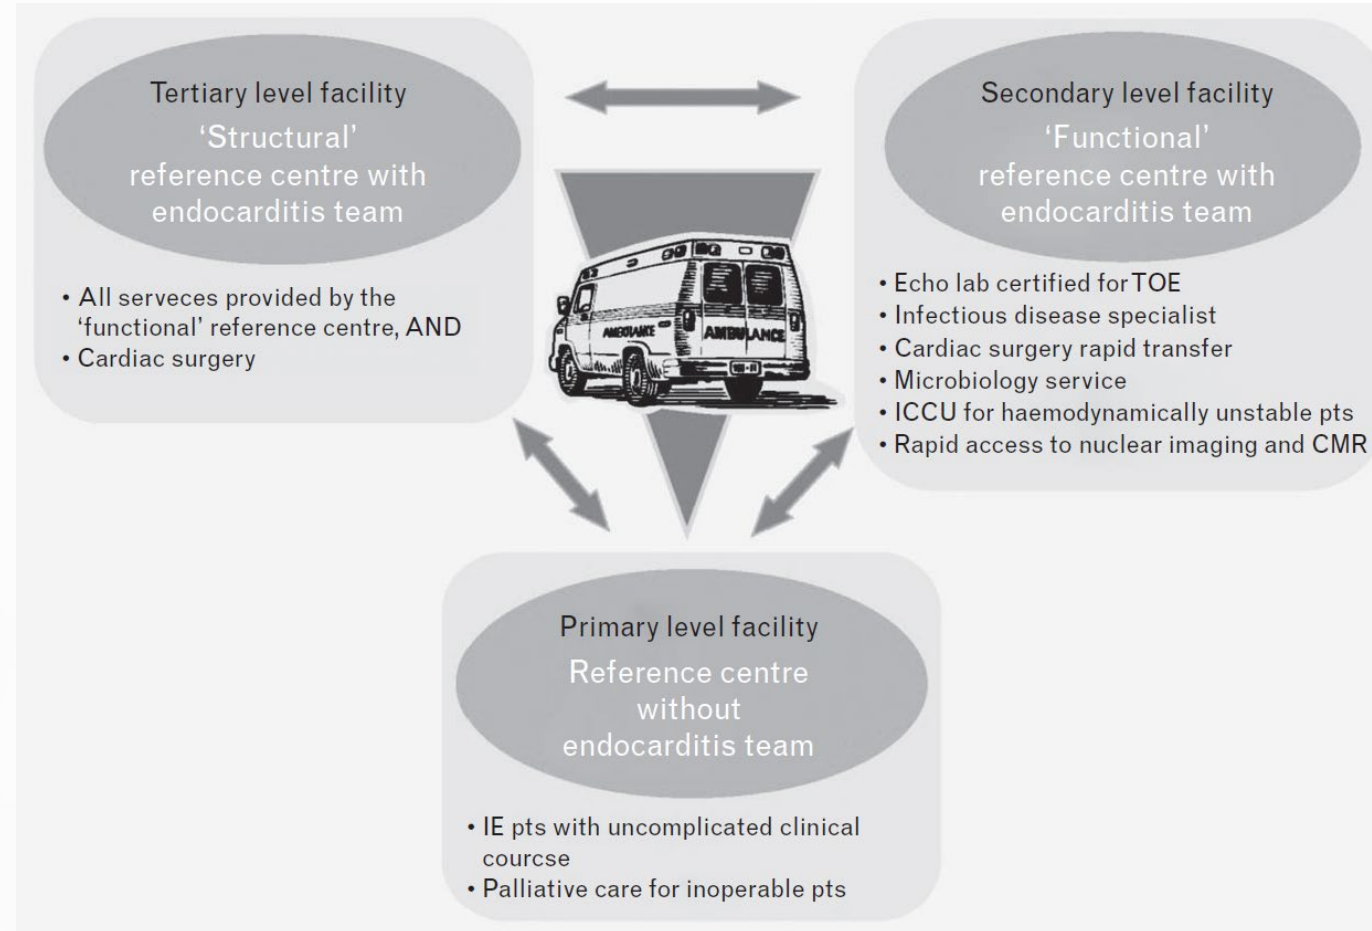 Tertiary level facility
‘Structural’
reference centre with
endocarditis team
• All serveces provided by the
‘functional’ reference centre, AND
• Cardiac surgery
Secondary level facility
‘Functional’
reference centre with
endocarditis team
• Echo lab certified for TOE
• Infectious disease specialist
• Cardiac surgery rapid transfer
• Microbiology service
• ICCU for haemodynamically unstable pts
• Rapid access to nuclear imaging and CMR
AMBULANCE
AMBULANCE
Primary level facility
Reference centre
without
endocarditis team
• IE pts with uncomplicated clinical
courcse
• Palliative care for inoperable pts